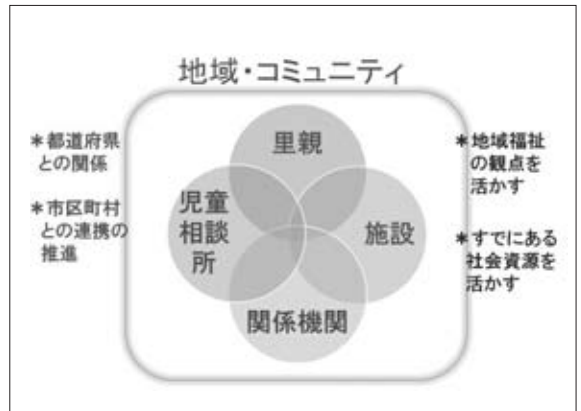 地域・コミュニティ
＊都道府県
との関係
＊市区町村
との連携の
推進
里親
児童
相談
所
施設
関係機関
＊地域福祉
の観点を
活かす
＊すでにある
社会資源を
活かす